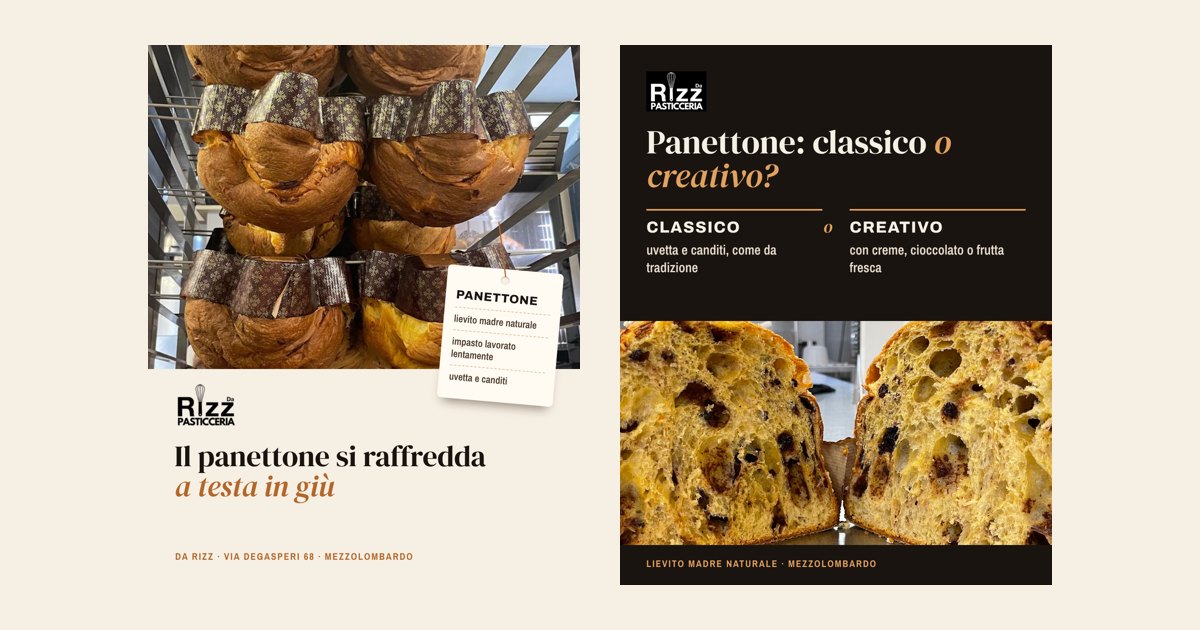 PANETTONE
lievito madre naturale
impasto lavorato
lentamente
uvetta e canditi
Da
Rizz
PASTICCERIA
Il panettone si raffredda
a testa in giù
DA RIZZ · VIA DEGASPERI 68 · MEZZOLOMBARDO
Da
Rizz
PASTICCERIA
Panettone: classico o
creativo?
CLASSICO
uvetta e canditi, come da
tradizione
o
CREATIVO
con creme, cioccolato o frutta
fresca
LIEVITO MADRE NATURALE · MEZZOLOMBARDO